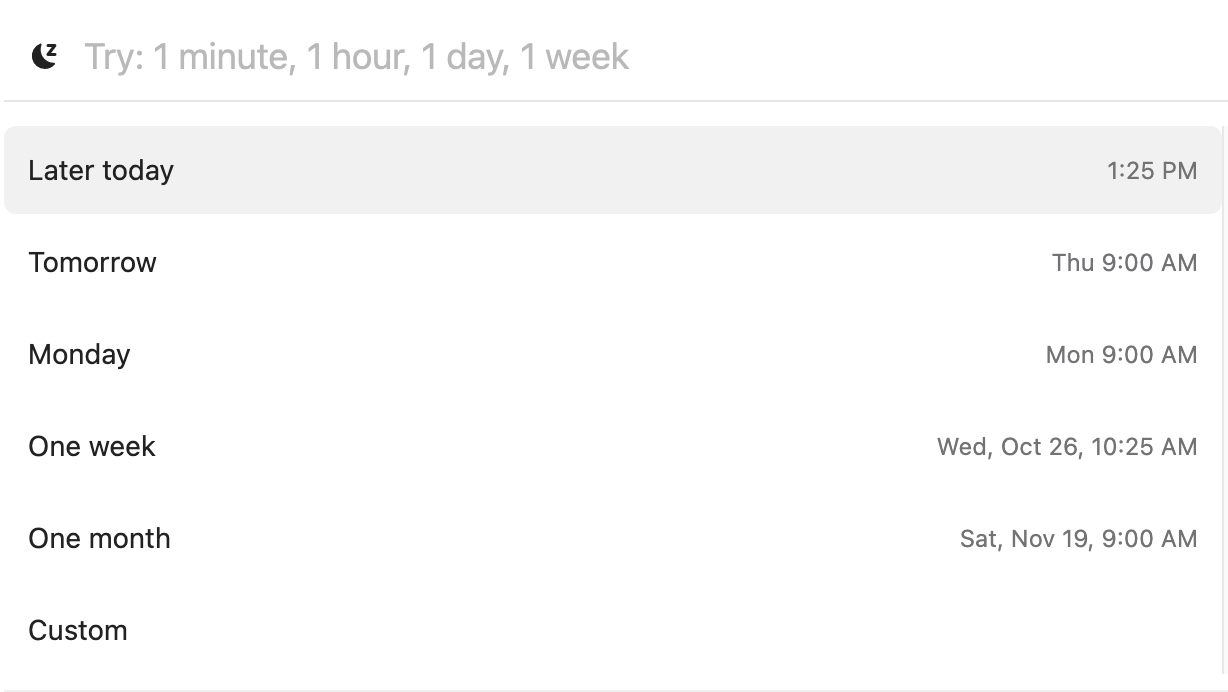 Try: 1 minute, 1 hour, 1 day, 1 week
Later today 1:25 PM
Tomorrow Thu 9:00 AM
Monday Mon 9:00 AM
One week Wed, Oct 26, 10:25 AM
One month Sat, Nov 19, 9:00 AM
Custom